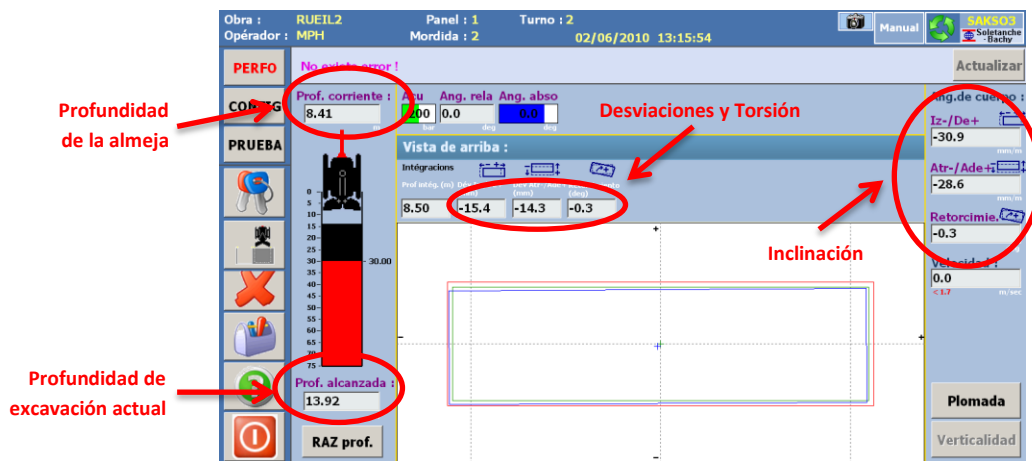 Obra : RUEIL2 Panel : 1 Turno : 2
Opérador : MPH Mordida : 2 02/06/2010 13:15:54
Manual
SAKSO3
Soletanche
-Bachy
PERFO
No existe error !
Actualizar
CONFIG
PRUEBA
Profundidad
de la almeja
Prof. corriente :
8.41
m
Acu Ang. rela Ang. abso
200 0.0 0.0
bar deg deg
Desviaciones y Torsión
Vista de arriba :
Intégracions
Prof intég. (m)
(mm) (mm) (deg)
8.50 -15.4 -14.3 -0.3
Ang.de cuerpo :
Iz-/De+
-30.9
mm/m
Atr-/Ade+
-28.6
mm/m
Retorcimie.
-0.3
Velocidad :
0.0
<1.7 m/sec
Inclinación
0
5
10
15
20
25
30 30.00
35
40
45
50
55
60
65
70
75
+
-
+
-
Profundidad de
excavación actual
Prof. alcanzada :
13.92
RAZ prof.
Plomada
Verticalidad